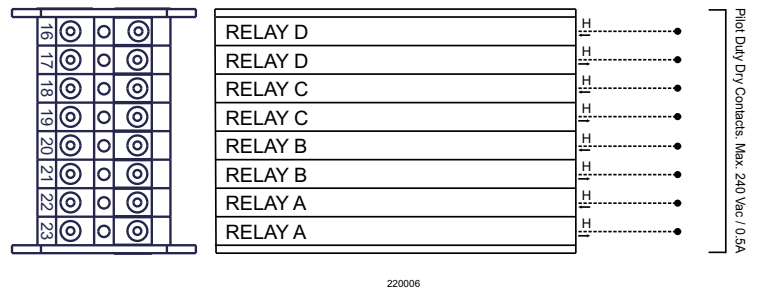 16 RELAY D H
17 RELAY D H
18 RELAY C H
19 RELAY C H
20 RELAY B H
21 RELAY B H
22 RELAY A H
23 RELAY A H
Pilot Duty Dry Contacts. Max. 240 Vac / 0.5A
220006